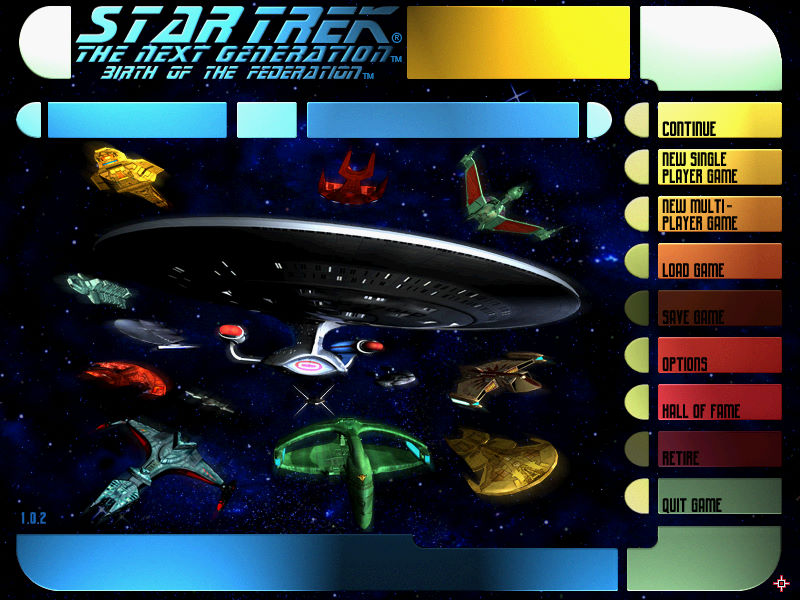 STAR TREK®
THE NEXT GENERATION™
BIRTH OF THE FEDERATION™
CONTINUE
NEW SINGLE
PLAYER GAME
NEW MULTI-
PLAYER GAME
LOAD GAME
SAVE GAME
OPTIONS
HALL OF FAME
RETIRE
QUIT GAME
1.0.2